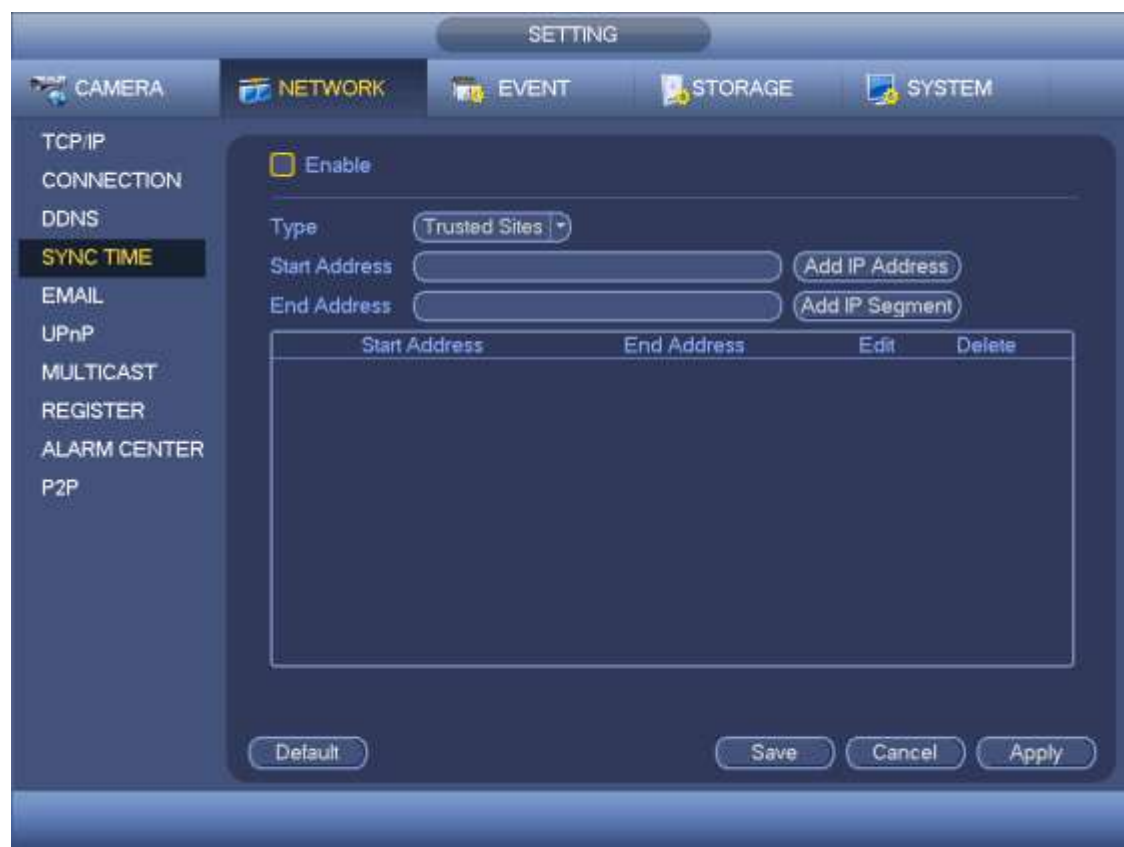 SETTING
CAMERA NETWORK EVENT STORAGE SYSTEM
TCP/IP
CONNECTION
DDNS
SYNC TIME
EMAIL
UPnP
MULTICAST
REGISTER
ALARM CENTER
P2P
Enable
Type Trusted Sites
Start Address Add IP Address
End Address Add IP Segment
Start Address End Address Edit Delete
Default Save Cancel Apply